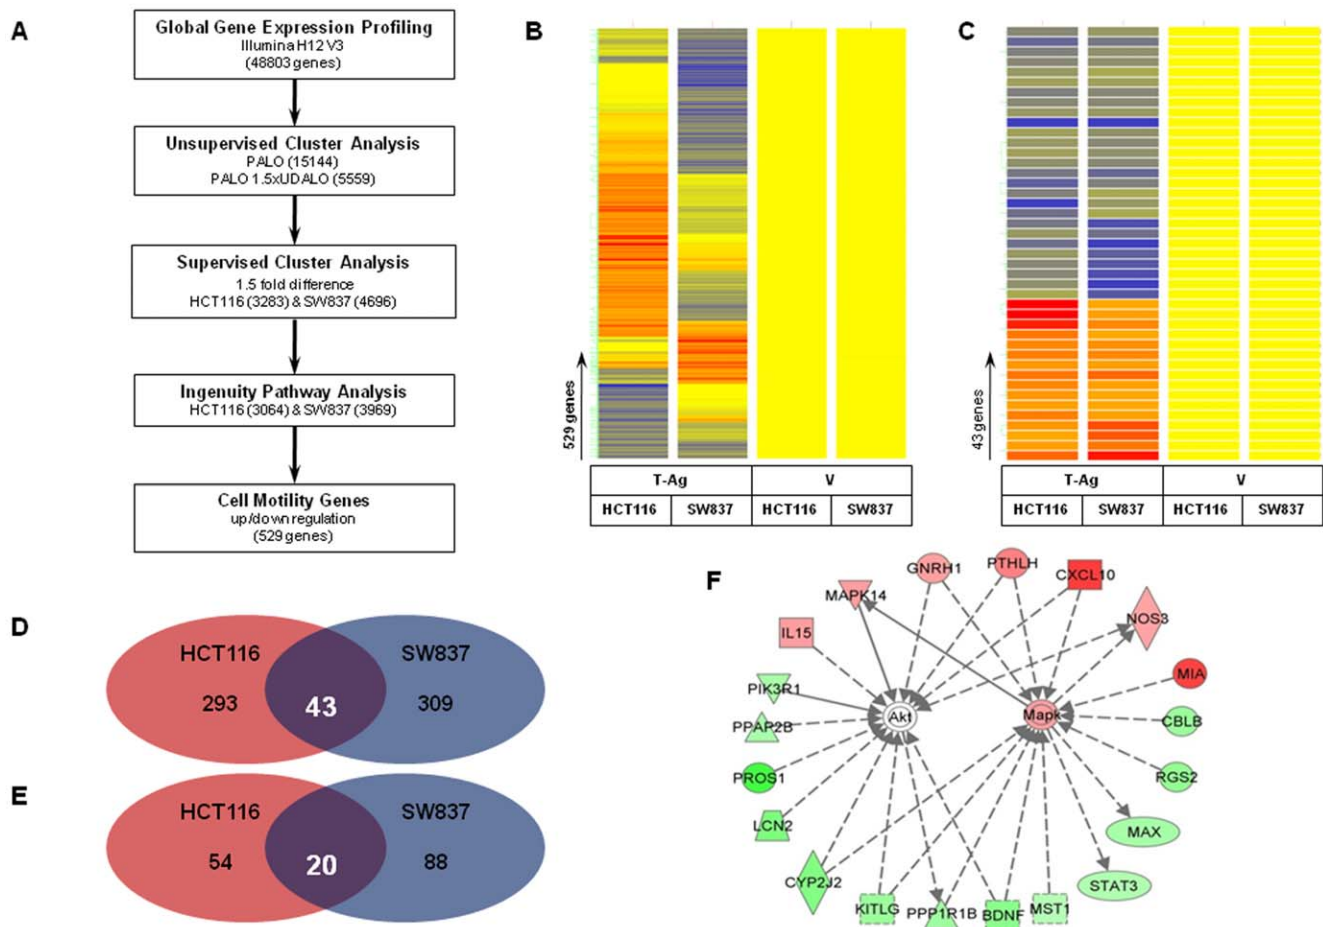 A
Global Gene Expression Profiling
Illumina H12 V3
(48803 genes)
Unsupervised Cluster Analysis
PALO (15144)
PALO 1.5xUDALO (5559)
Supervised Cluster Analysis
1.5 fold difference
HCT116 (3283) & SW837 (4696)
Ingenuity Pathway Analysis
HCT116 (3064) & SW837 (3969)
Cell Motility Genes
up/down regulation
(529 genes)
B
529 genes
T-Ag V
HCT116 SW837 HCT116 SW837
C
43 genes
T-Ag V
HCT116 SW837 HCT116 SW837
D
HCT116 SW837
293 43 309
E
HCT116 SW837
54 20 88
F
GNRH1
PTHLH
CXCL10
MAPK14
NOS3
IL15
MIA
PIK3R1
Akt
Mapk
CBLB
PPAP2B
PROS1
RGS2
LCN2
MAX
CYP2J2
STAT3
KITLG
PPP1R1B
BDNF
MST1